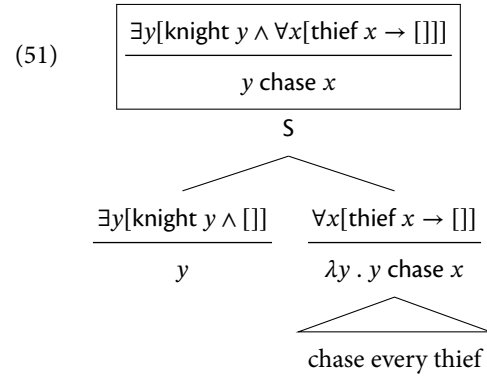 (51)
∃y[knight y ∧ ∀x[thief x → []]]
y chase x
S
∃y[knight y ∧ []] ∀x[thief x → []]
y λy . y chase x
chase every thief